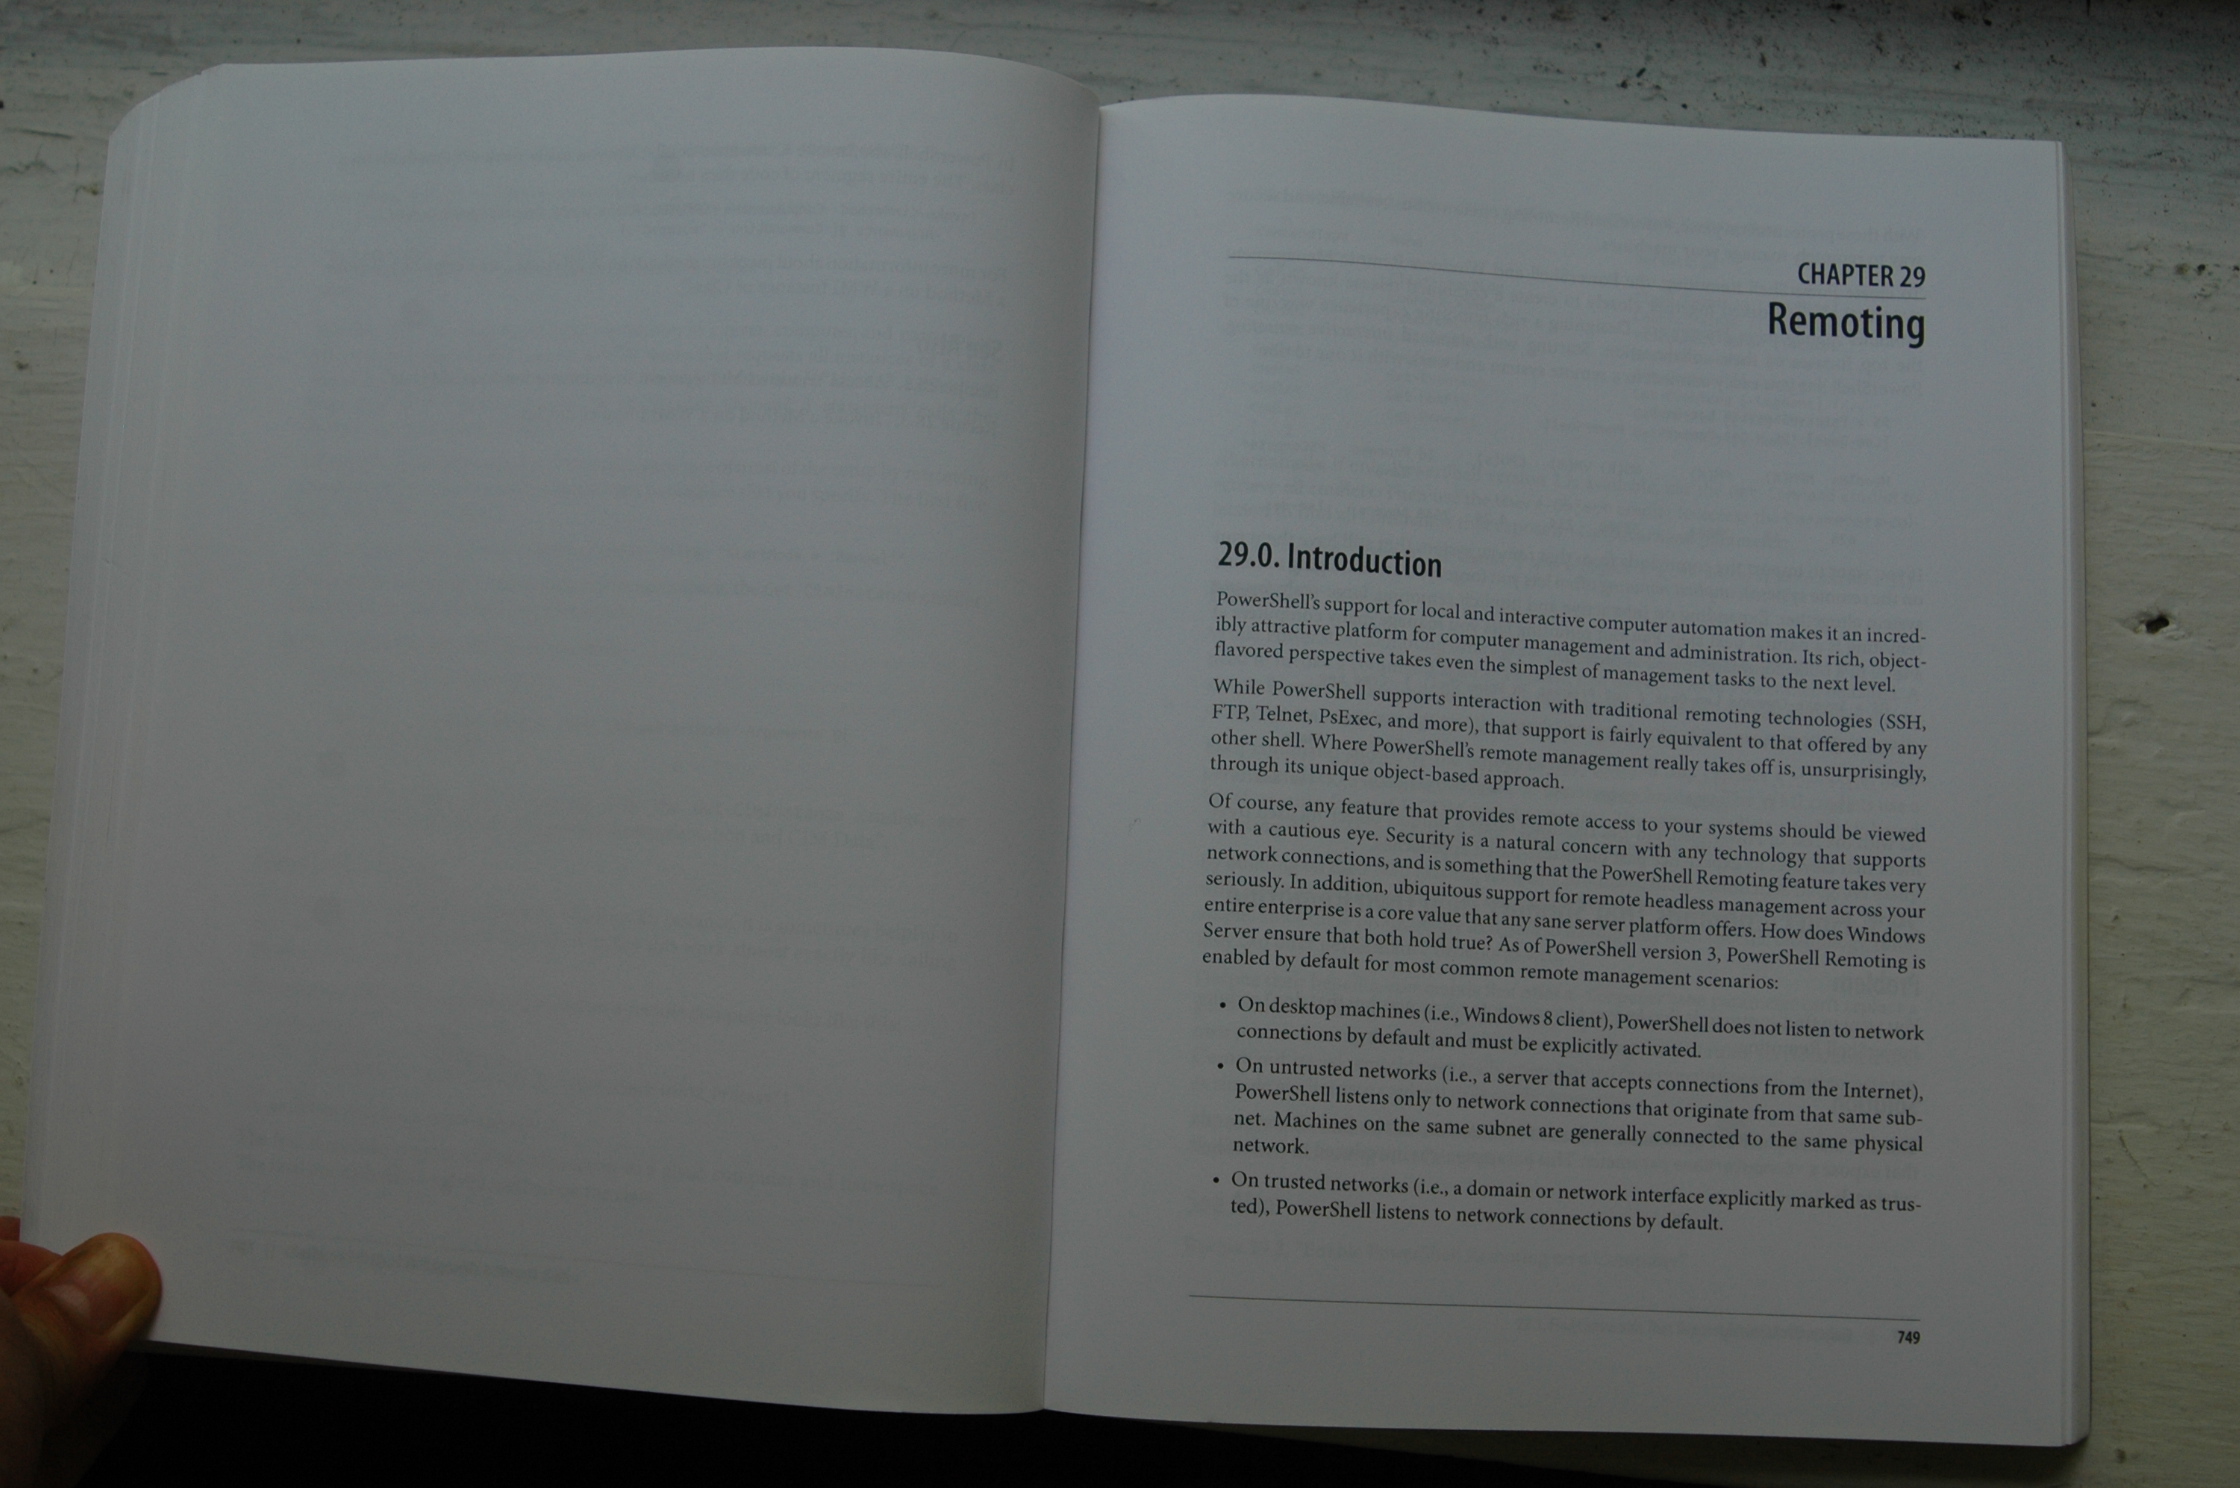 CHAPTER 29
Remoting
29.0. Introduction
PowerShell's support for local and interactive computer automation makes it an incred-
ibly attractive platform for computer management and administration. Its rich, object-
flavored perspective takes even the simplest of management tasks to the next level.
While PowerShell supports interaction with traditional remoting technologies (SSH,
FTP, Telnet, PsExec, and more), that support is fairly equivalent to that offered by any
other shell. Where PowerShell's remote management really takes off is, unsurprisingly,
through its unique object-based approach.
Of course, any feature that provides remote access to your systems should be viewed
with a cautious eye. Security is a natural concern with any technology that supports
network connections, and is something that the PowerShell Remoting feature takes very
seriously. In addition, ubiquitous support for remote headless management across your
entire enterprise is a core value that any sane server platform offers. How does Windows
Server ensure that both hold true? As of PowerShell version 3, PowerShell Remoting is
enabled by default for most common remote management scenarios:
• On desktop machines (i.e., Windows 8 client), PowerShell does not listen to network
connections by default and must be explicitly activated.
• On untrusted networks (i.e., a server that accepts connections from the Internet),
PowerShell listens only to network connections that originate from that same sub-
net. Machines on the same subnet are generally connected to the same physical
network.
• On trusted networks (i.e., a domain or network interface explicitly marked as trus-
ted), PowerShell listens to network connections by default.
749